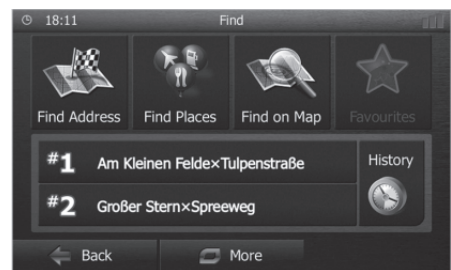 18:11 Find
Find Address Find Places Find on Map Favourites
#1 Am Kleinen Felde×Tulpenstraße History
#2 Großer Stern×Spreeweg
Back More